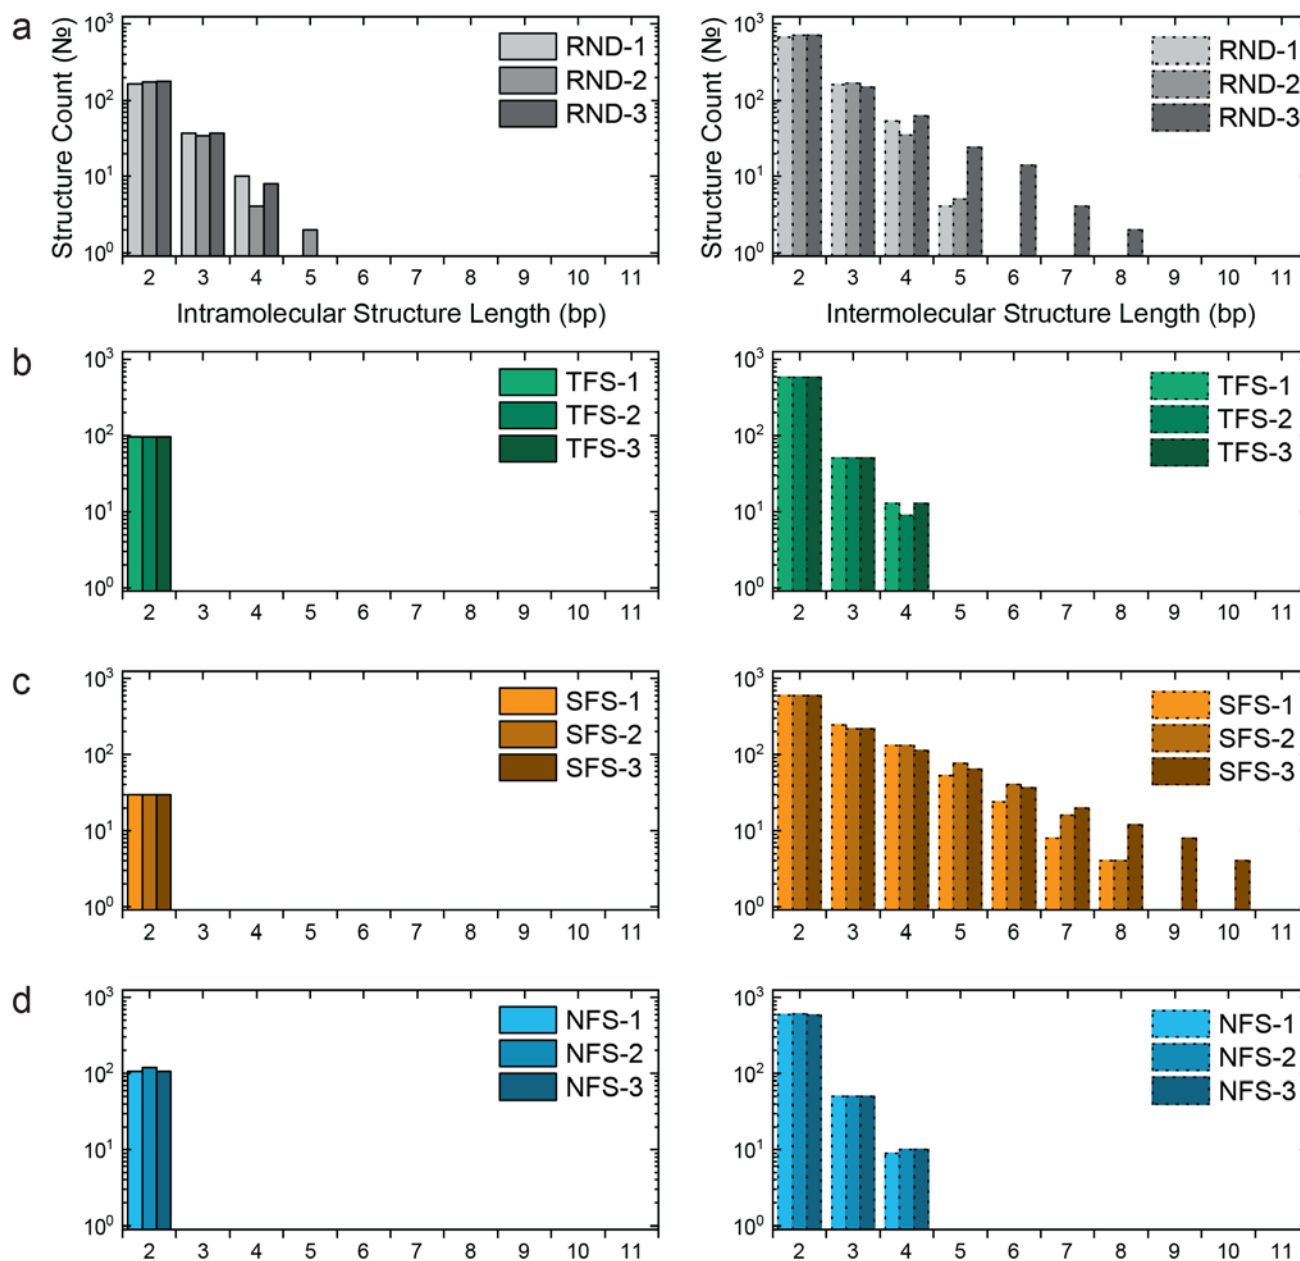 a
Structure Count (№)
10³
10²
10¹
10⁰
RND-1
RND-2
RND-3
2 3 4 5 6 7 8 9 10 11
Intramolecular Structure Length (bp)
Structure Count (№)
10³
10²
10¹
10⁰
RND-1
RND-2
RND-3
2 3 4 5 6 7 8 9 10 11
Intermolecular Structure Length (bp)
b
10³
10²
10¹
10⁰
TFS-1
TFS-2
TFS-3
2 3 4 5 6 7 8 9 10 11
10³
10²
10¹
10⁰
TFS-1
TFS-2
TFS-3
2 3 4 5 6 7 8 9 10 11
c
10³
10²
10¹
10⁰
SFS-1
SFS-2
SFS-3
2 3 4 5 6 7 8 9 10 11
10³
10²
10¹
10⁰
SFS-1
SFS-2
SFS-3
2 3 4 5 6 7 8 9 10 11
d
10³
10²
10¹
10⁰
NFS-1
NFS-2
NFS-3
2 3 4 5 6 7 8 9 10 11
10³
10²
10¹
10⁰
NFS-1
NFS-2
NFS-3
2 3 4 5 6 7 8 9 10 11